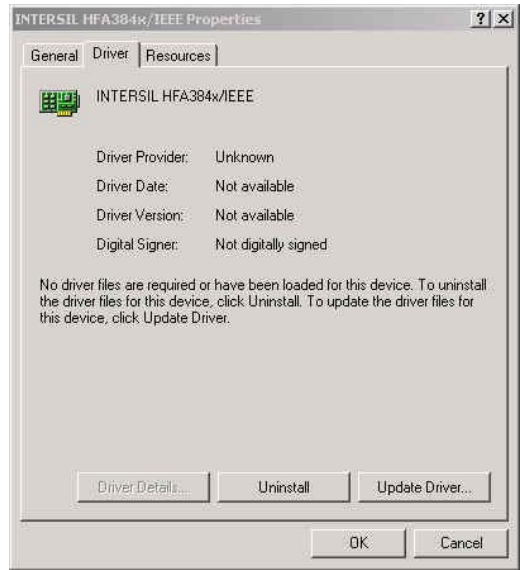 INTERSIL HFA384x/IEEE Properties
General Driver Resources
INTERSIL HFA384x/IEEE
Driver Provider: Unknown
Driver Date: Not available
Driver Version: Not available
Digital Signer: Not digitally signed
No driver files are required or have been loaded for this device. To uninstall
the driver files for this device, click Uninstall. To update the driver files for
this device, click Update Driver.
Driver Details... Uninstall Update Driver...
OK Cancel